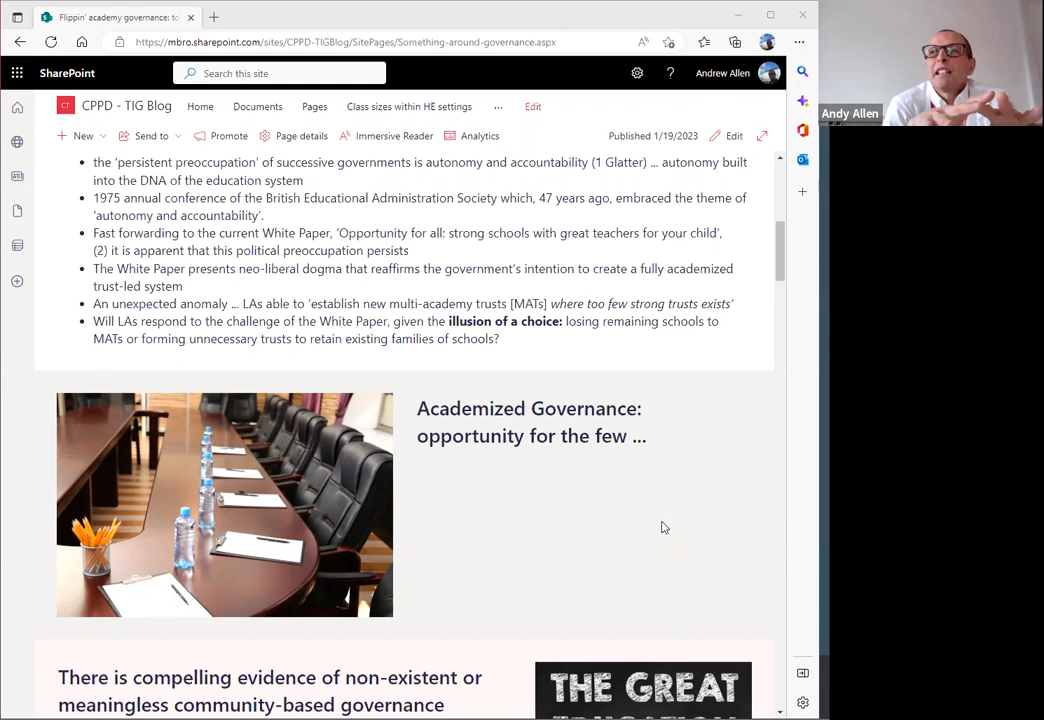 Flippin' academy governance: to
https://mbro.sharepoint.com/sites/CPPD-TIGBlog/SitePages/Something-around-governance.aspx
SharePoint
Search this site
Andrew Allen
Andy Allen
CT
CPPD - TIG Blog
Home
Documents
Pages
Class sizes within HE settings
...
Edit
New
Send to
Promote
Page details
Immersive Reader
Analytics
Published 1/19/2023
Edit
• the ‘persistent preoccupation’ of successive governments is autonomy and accountability (1 Glatter) ... autonomy built
into the DNA of the education system
• 1975 annual conference of the British Educational Administration Society which, 47 years ago, embraced the theme of
‘autonomy and accountability’.
• Fast forwarding to the current White Paper, ‘Opportunity for all: strong schools with great teachers for your child’,
(2) it is apparent that this political preoccupation persists
• The White Paper presents neo-liberal dogma that reaffirms the government’s intention to create a fully academized
trust-led system
• An unexpected anomaly ... LAs able to ‘establish new multi-academy trusts [MATs] where too few strong trusts exists’
• Will LAs respond to the challenge of the White Paper, given the illusion of a choice: losing remaining schools to
MATs or forming unnecessary trusts to retain existing families of schools?
Academized Governance:
opportunity for the few ...
There is compelling evidence of non-existent or
meaningless community-based governance
THE GREAT